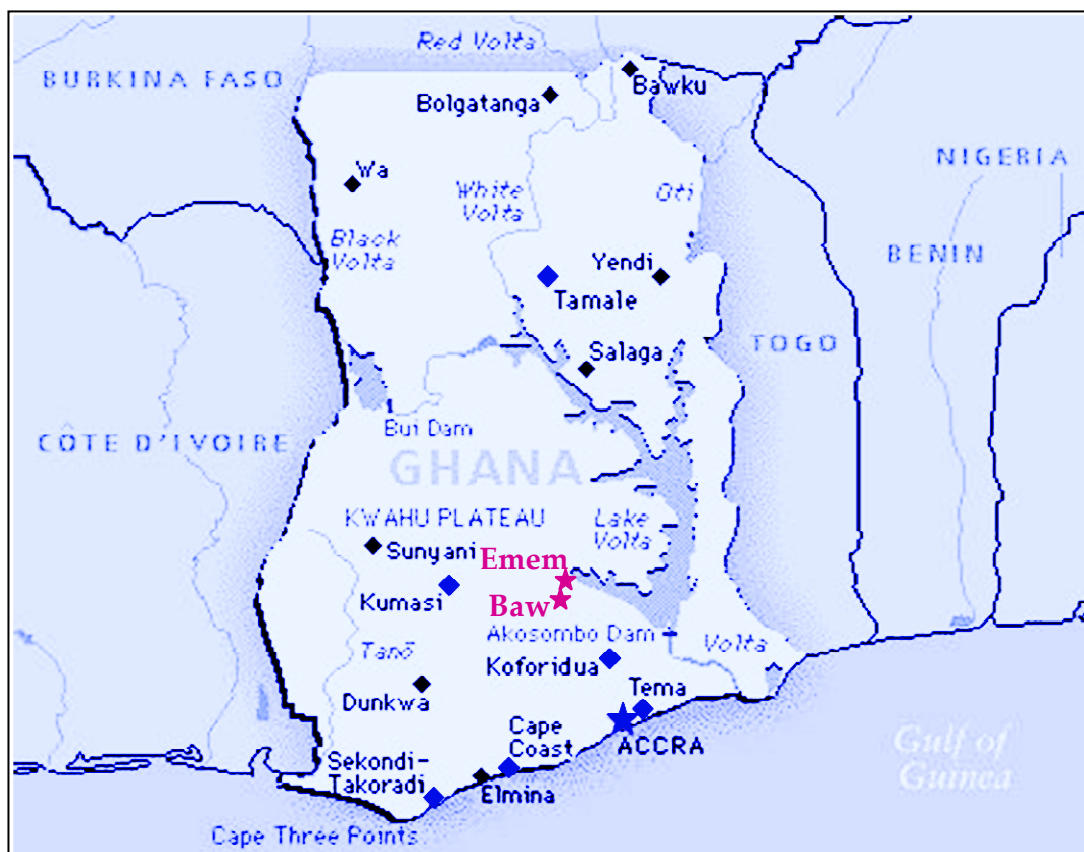 Red Volta
BURKINA FASO
Bawku
Bolgatanga
NIGERIA
Wa
White
Volta
Oti
Black
Volta
BENIN
Yendi
Tamale
TOGO
Salaga
Bui Dam
CÔTE D'IVOIRE
GHANA
KWAHU PLATEAU
Lake
Volta
Sunyani
Emem
Kumasi
Baw
Akosombo Dam
Volta
Tanō
Koforidua
Dunkwa
Tema
Cape
Coast
ACCRA
Gulf of
Guinea
Sekondi-
Takoradi
Elmina
Cape Three Points